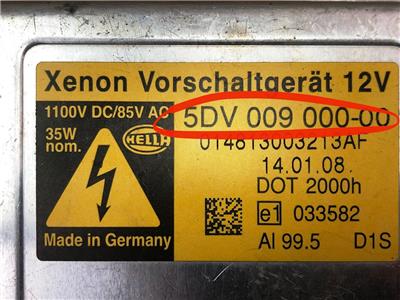 Xenon Vorschaltgerät 12V
1100V DC/85V AC
5DV 009 000-00
35W
nom.
HELLA
014813003213AF
14.01.08.
DOT 2000h
e1 033582
Made in Germany
Al 99.5 D1S